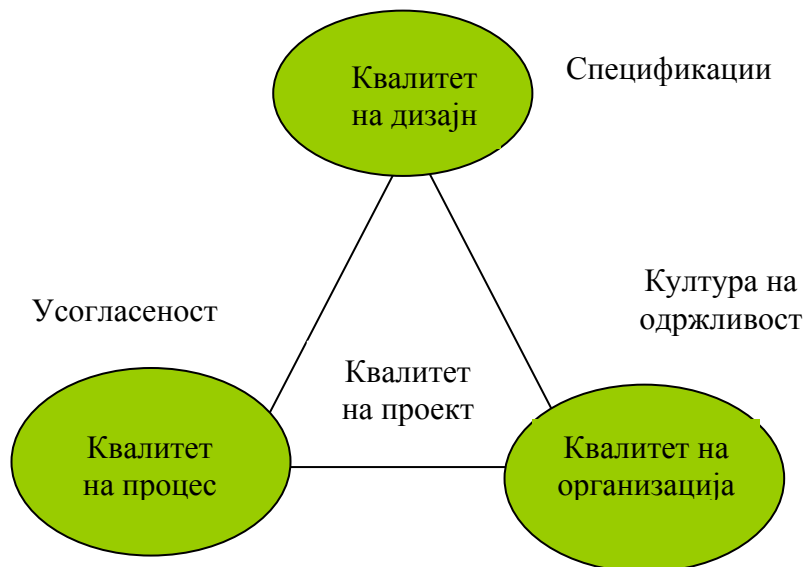 Квалитет
на дизајн
Спецификации
Усогласеност
Култура на
одржливост
Квалитет
на проект
Квалитет
на процес
Квалитет на
организација